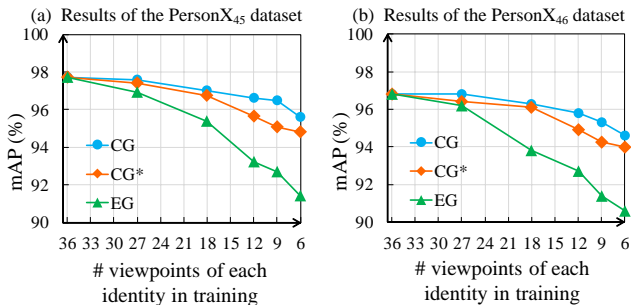 (a) Results of the PersonX45 dataset
100
98
96
94
92
90
mAP (%)
CG
CG*
EG
36 33 30 27 24 21 18 15 12 9 6
# viewpoints of each
identity in training
(b) Results of the PersonX46 dataset
100
98
96
94
92
90
mAP (%)
CG
CG*
EG
36 33 30 27 24 21 18 15 12 9 6
# viewpoints of each
identity in training